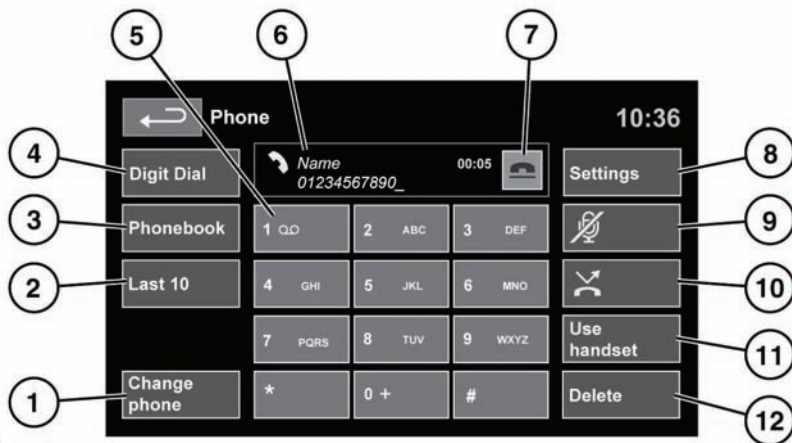 5
6
7
Phone
10:36
4
Digit Dial
Name
00:05
01234567890_
Settings
8
3
Phonebook
1
2 ABC
3 DEF
9
2
Last 10
4 GHI
5 JKL
6 MNO
10
7 PQRS
8 TUV
9 WXYZ
Use
handset
11
1
Change
phone
*
0 +
#
Delete
12